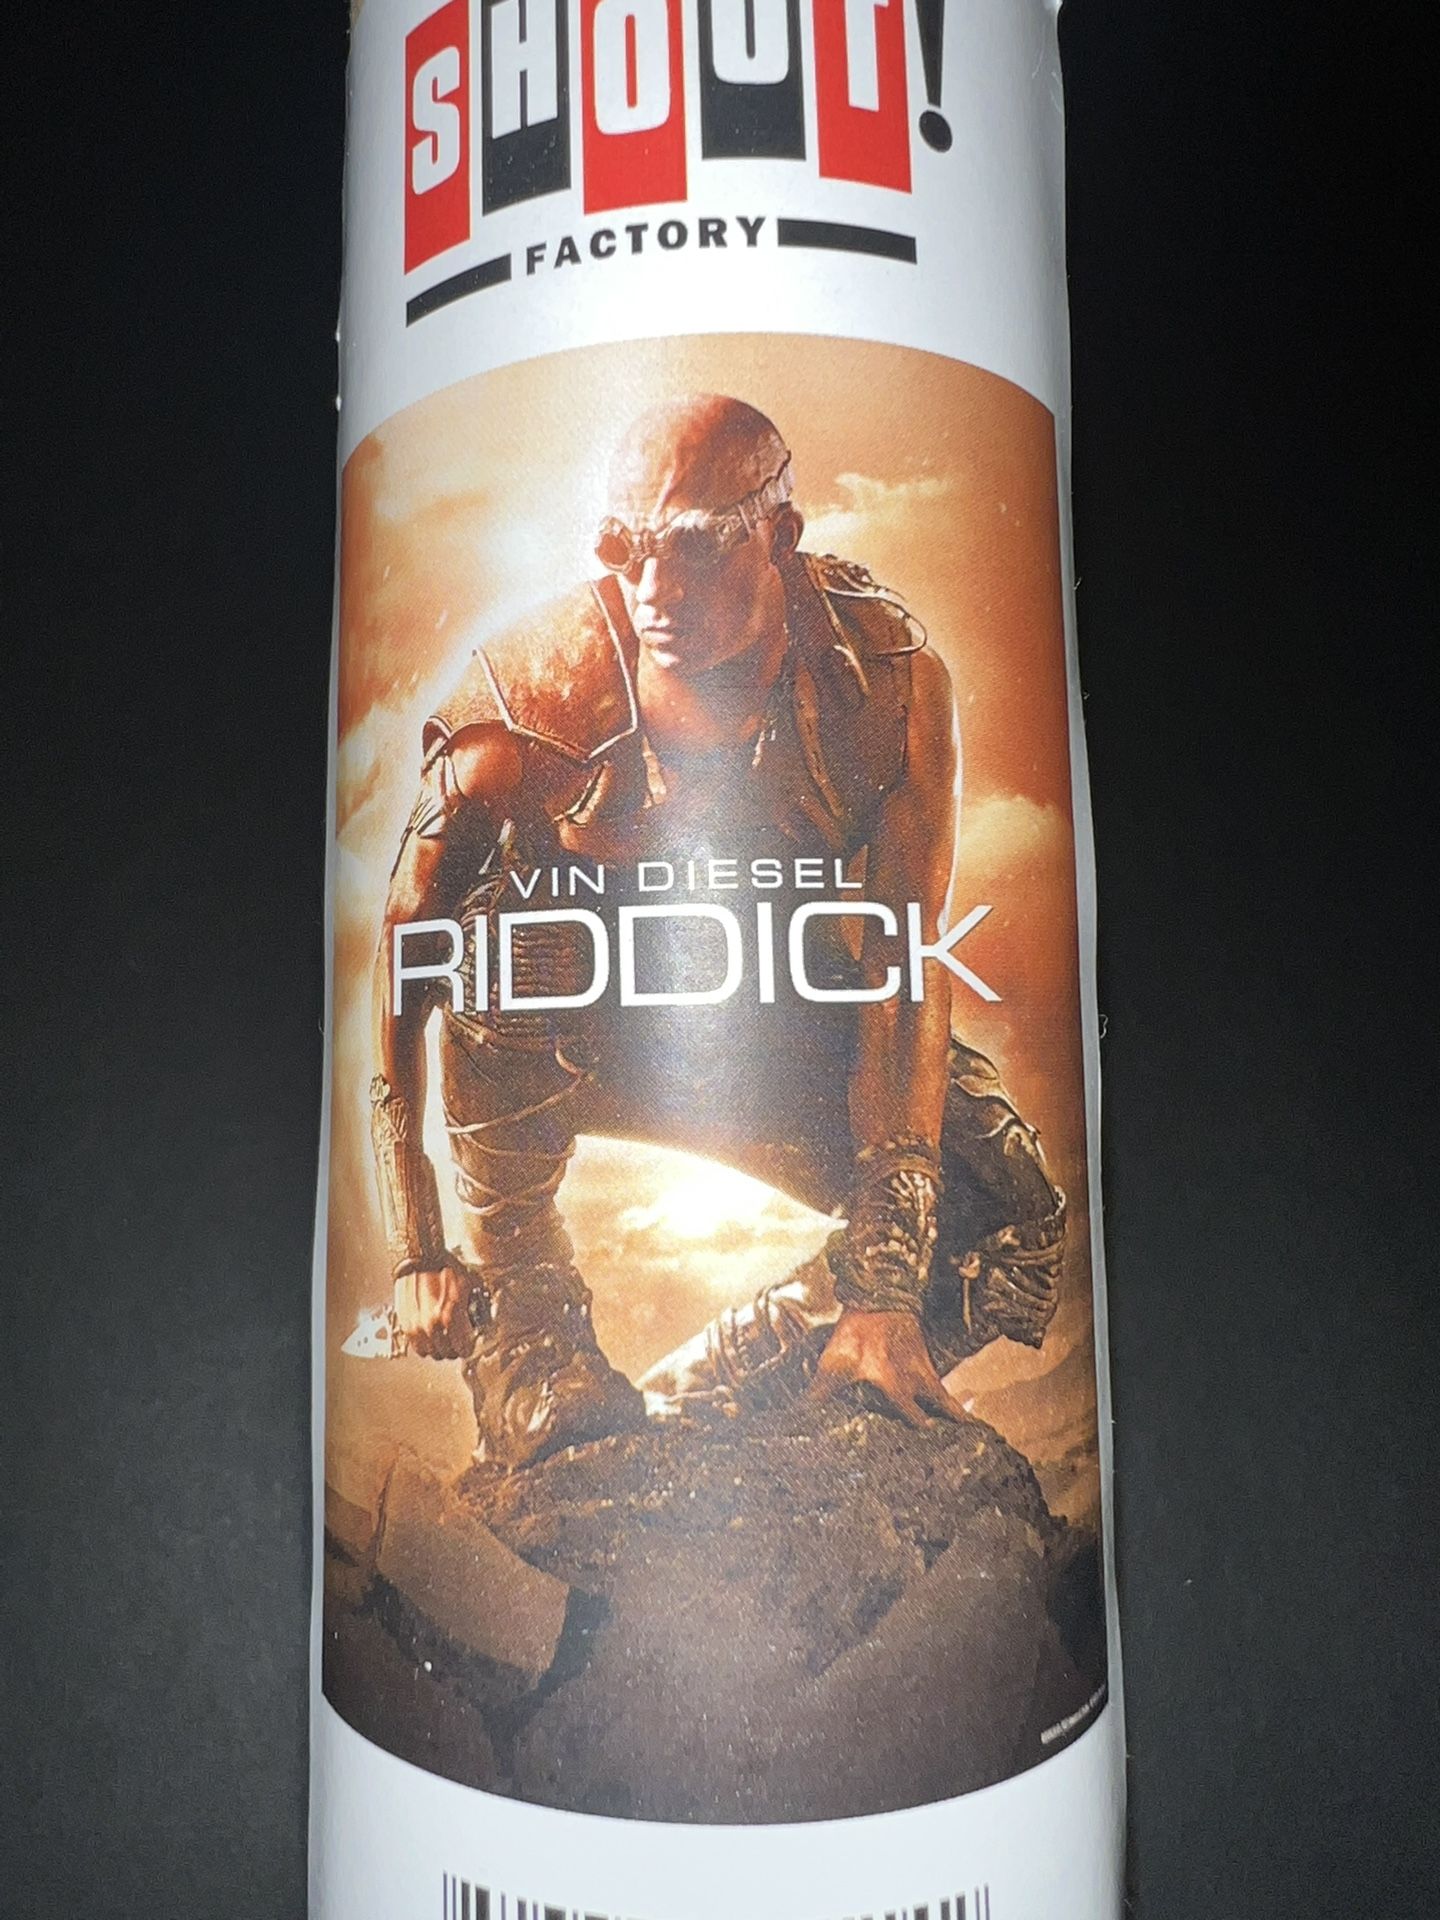 SHOUT!
FACTORY
VIN DIESEL
RIDDICK